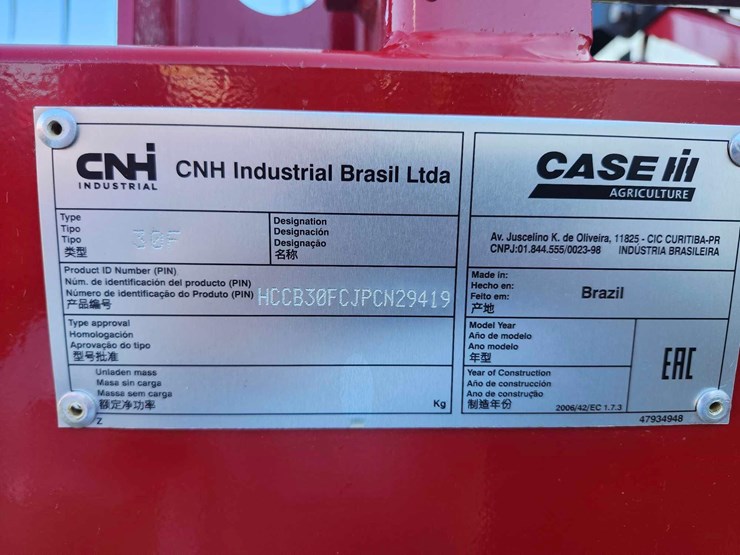 CNH
INDUSTRIAL
CNH Industrial Brasil Ltda
Type
Tipo
Tipo
类型
30F
Designation
Designación
Designação
名称
Product ID Number (PIN)
Núm. de identificación del producto (PIN)
Número de identificação do Produto (PIN)
产品编号
HCCB30FCJPCN29419
Type approval
Homologación
Aprovação do tipo
型号批准
Unladen mass
Masa sin carga
Massa sem carga
额定净功率
Kg
Z
CASE III
AGRICULTURE
Av. Juscelino K. de Oliveira, 11825 - CIC CURITIBA-PR
CNPJ:01.844.555/0023-98 INDÚSTRIA BRASILEIRA
Made in:
Hecho en:
Feito em:
产地
Brazil
Model Year
Año de modelo
Ano modelo
年型
EAC
Year of Construction
Año de construcción
Ano de construção
制造年份
2006/42/EC 1.7.3
47934948